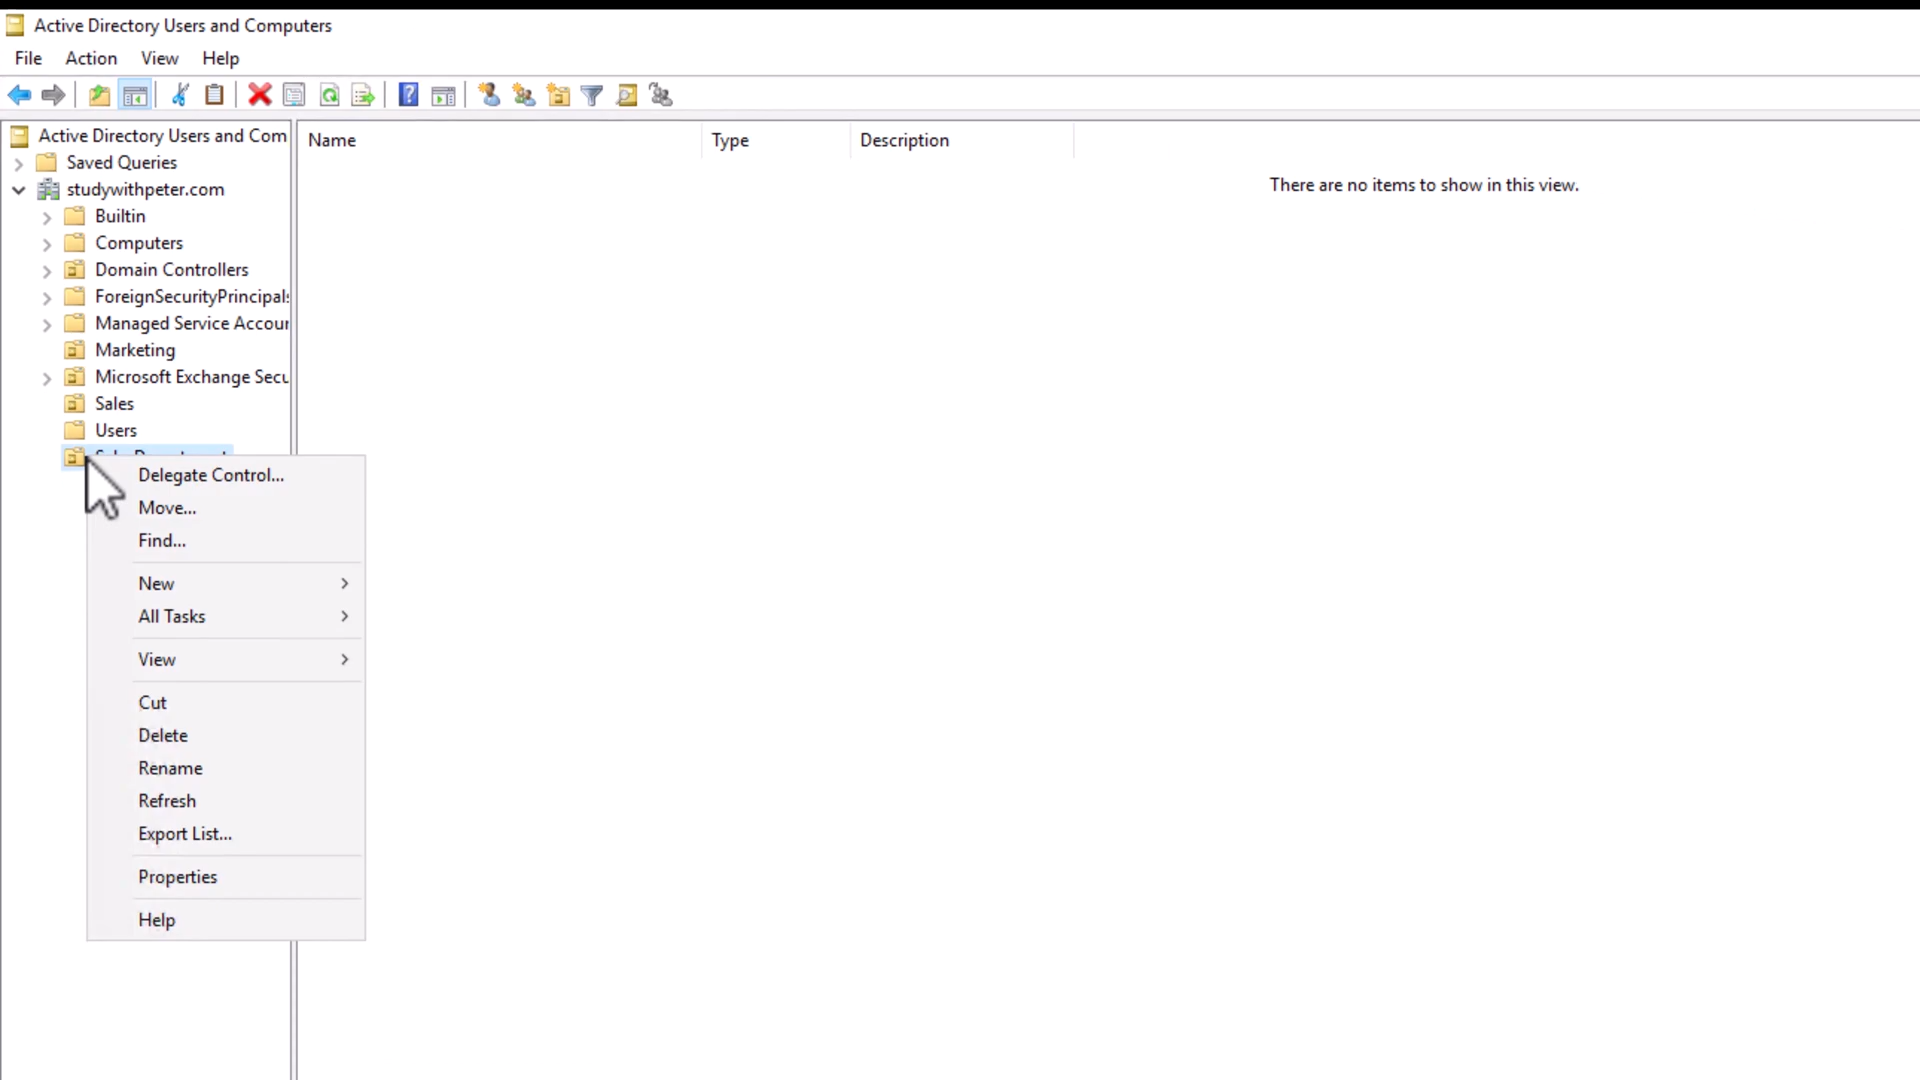 Active Directory Users and Computers
File Action View Help
Active Directory Users and Com
Name Type Description
Saved Queries
There are no items to show in this view.
studywithpeter.com
Builtin
Computers
Domain Controllers
ForeignSecurityPrincipals
Managed Service Accour
Marketing
Microsoft Exchange Secu
Sales
Users
Delegate Control...
Move...
Find...
New
All Tasks
View
Cut
Delete
Rename
Refresh
Export List...
Properties
Help